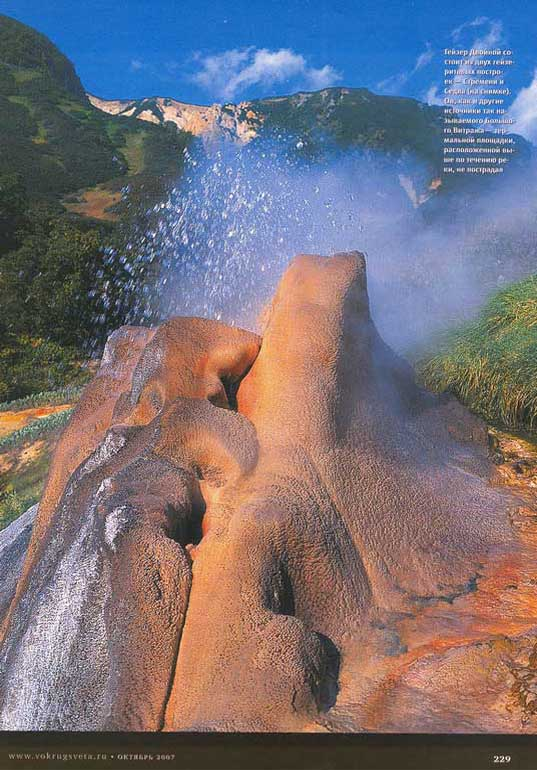 Гейзер Двойной со-
стоит из двух гейзе-
ритовых постро-
ек — Стремени и
Седла (на снимке).
Он, как и другие
источники так на-
зываемого Большо-
го Витража — тер-
мальной площадки,
расположенной вы-
ше по течению ре-
ки, не пострадал
www.vokrugsveta.ru • ОКТЯБРЬ 2007
229